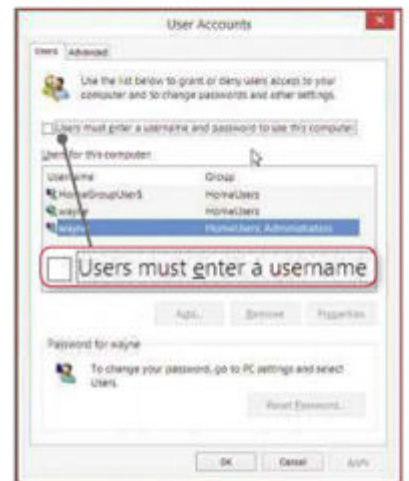 User Accounts
Users Advanced
Use the list below to grant or deny users access to your
computer and to change passwords and other settings.
Users must enter a username and password to use this computer.
Users for this computer:
Username Group
HomeGroupUser$ HomeUsers
wayne HomeUsers
wayne HomeUsers; Administrators
Users must enter a username
Add... Remove Properties
Password for wayne
To change your password, go to PC settings and select
Users.
Reset Password...
OK Cancel Apply